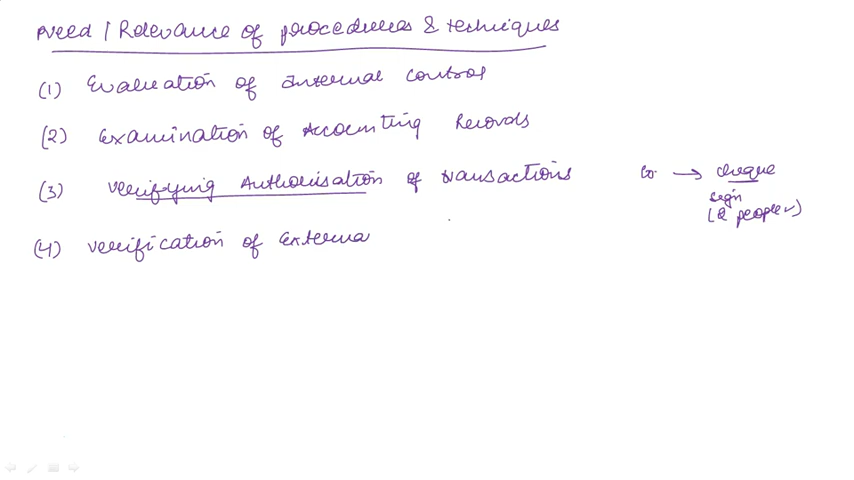 Need / Relevance of procedures & techniques
(1) Evaluation of Internal control
(2) Examination of Accounting Records
(3) Verifying Authorisation of transactions Co. → cheque
sign
(2 people ✓)
(4) Verification of Externa